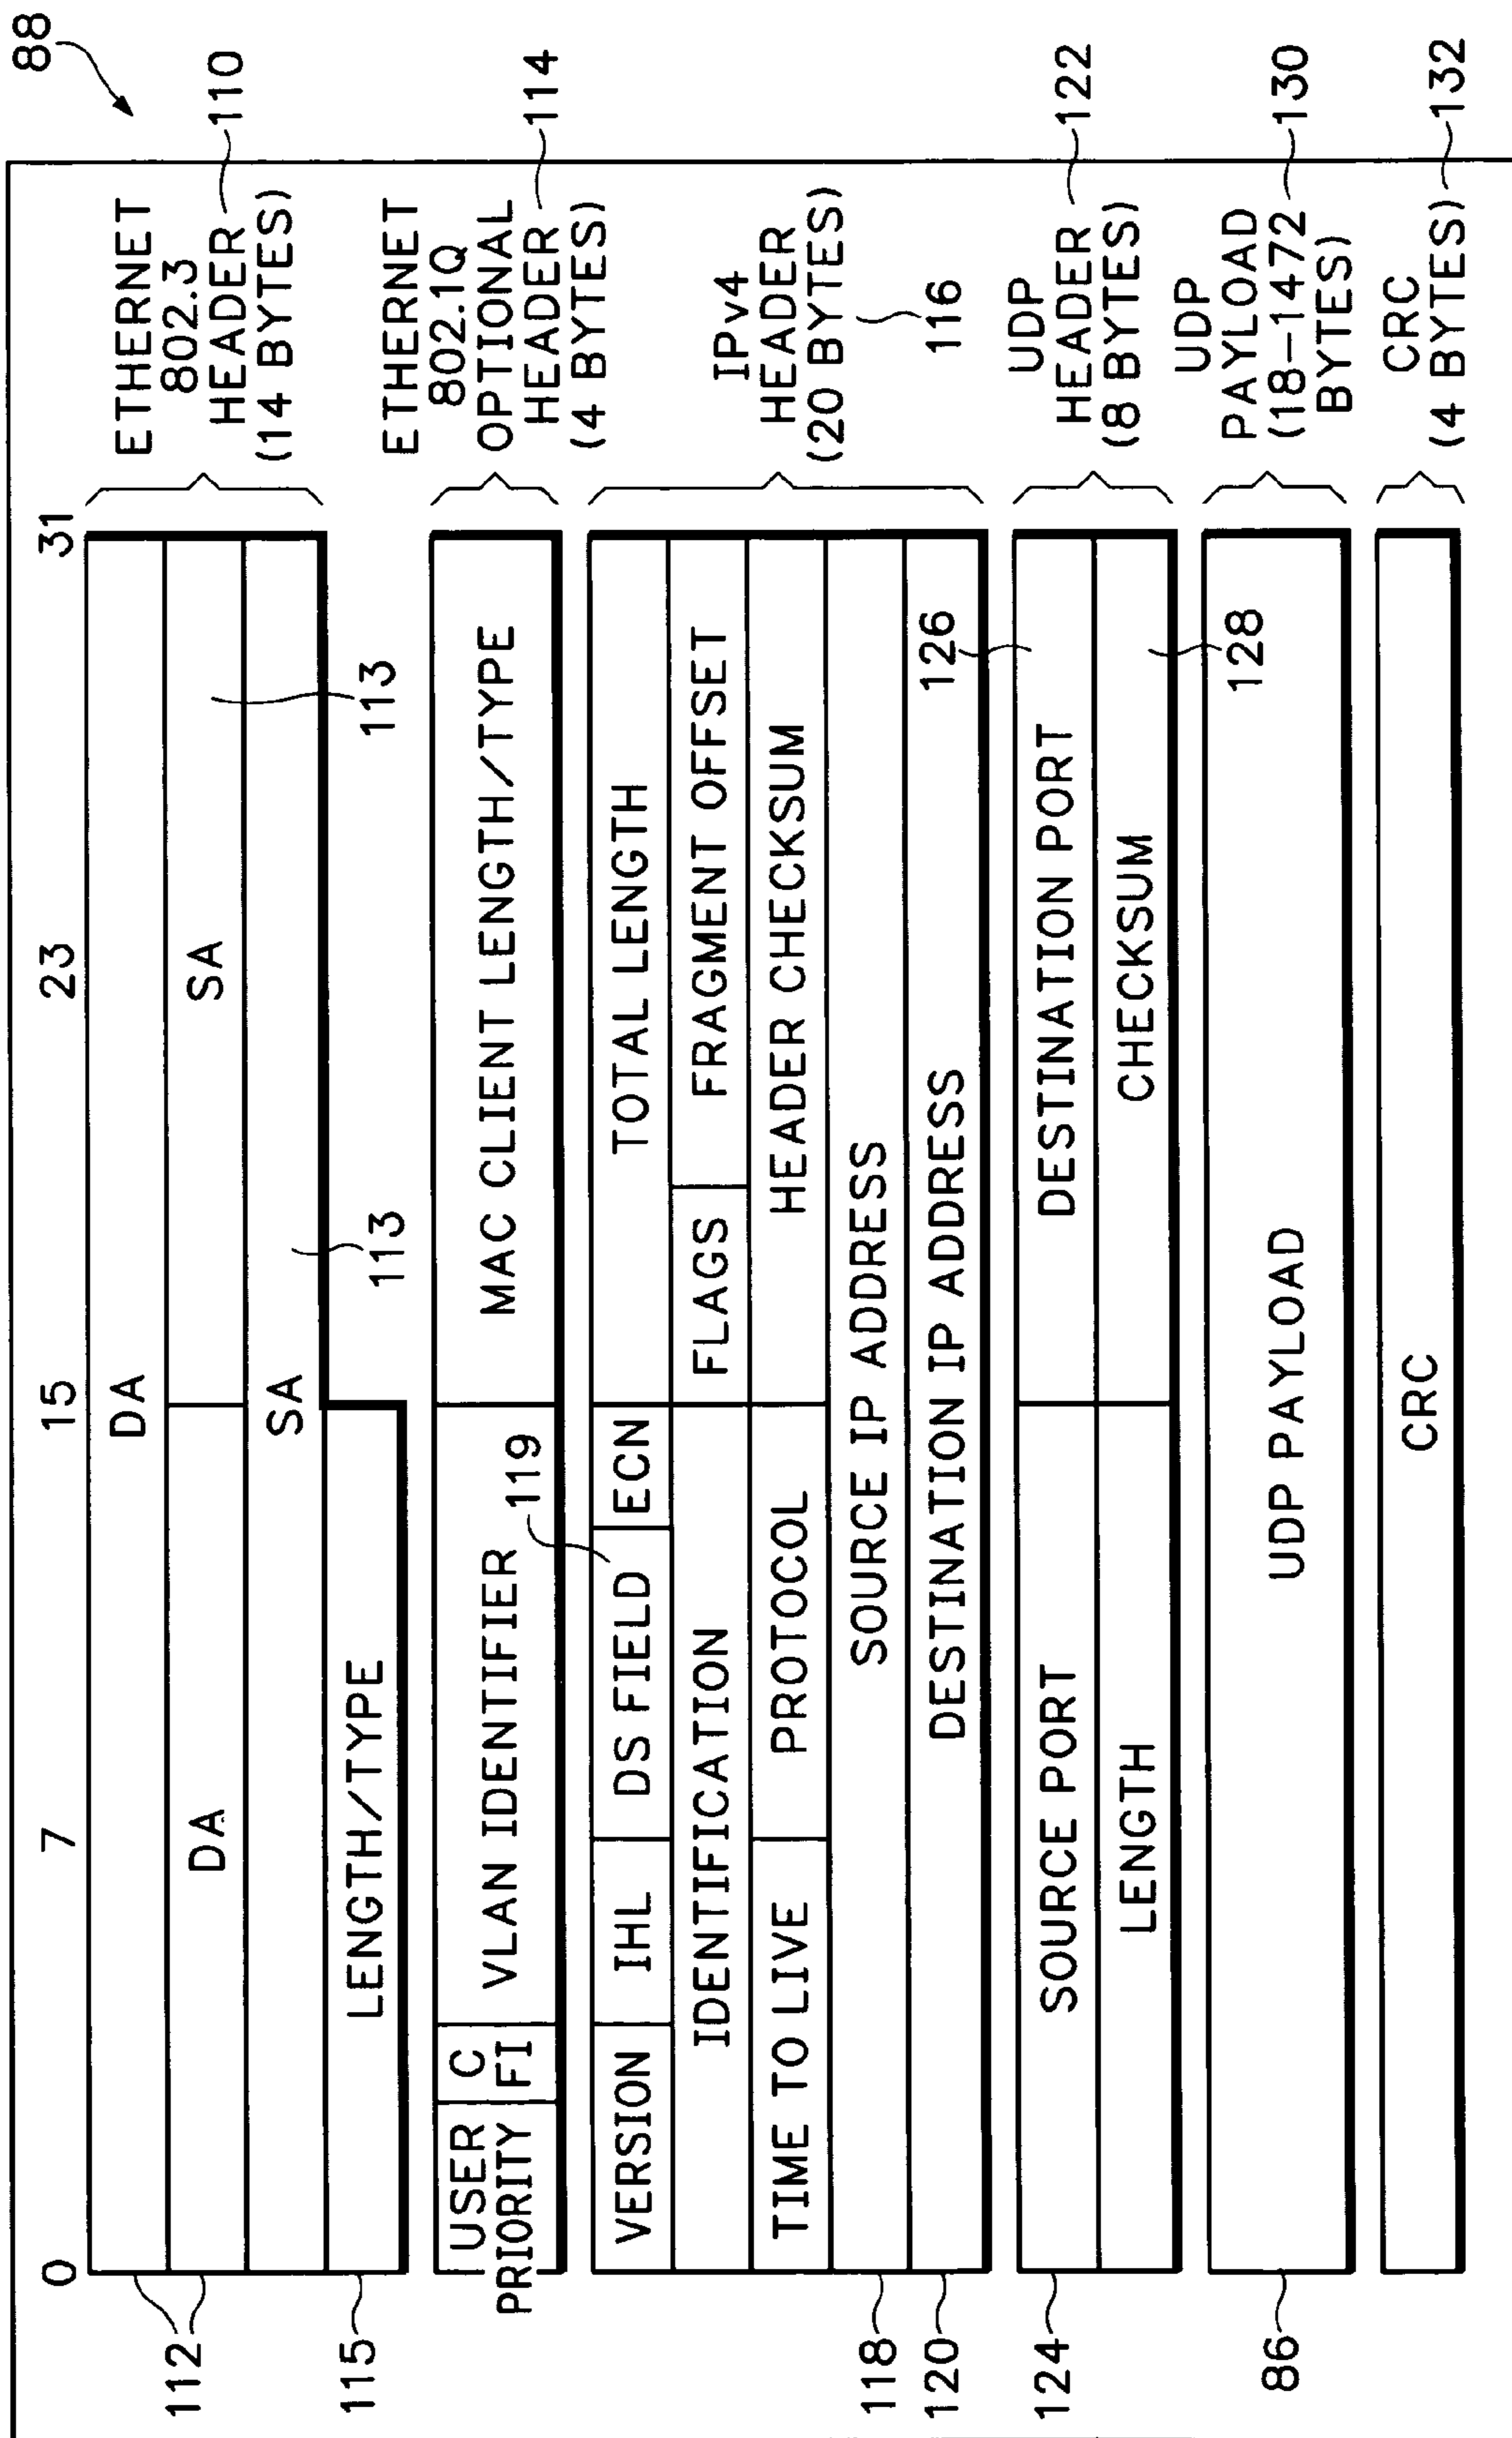 88
0 7 15 23 31
112
DA
DA SA
113
SA
113
115
LENGTH/TYPE
ETHERNET
802.3
HEADER 110
(14 BYTES)
USER
PRIORITY
C
FI
VLAN IDENTIFIER
MAC CLIENT LENGTH/TYPE
ETHERNET
802.1Q
OPTIONAL
HEADER 114
(4 BYTES)
119
VERSION IHL DS FIELD ECN TOTAL LENGTH
IDENTIFICATION FLAGS FRAGMENT OFFSET
TIME TO LIVE PROTOCOL HEADER CHECKSUM
118 SOURCE IP ADDRESS
120 DESTINATION IP ADDRESS
IPv4
HEADER
(20 BYTES)
116
126
124 SOURCE PORT DESTINATION PORT
LENGTH CHECKSUM
128
UDP
HEADER 122
(8 BYTES)
86 UDP PAYLOAD
UDP
PAYLOAD
(18-1472 130
BYTES)
CRC
CRC
(4 BYTES) 132